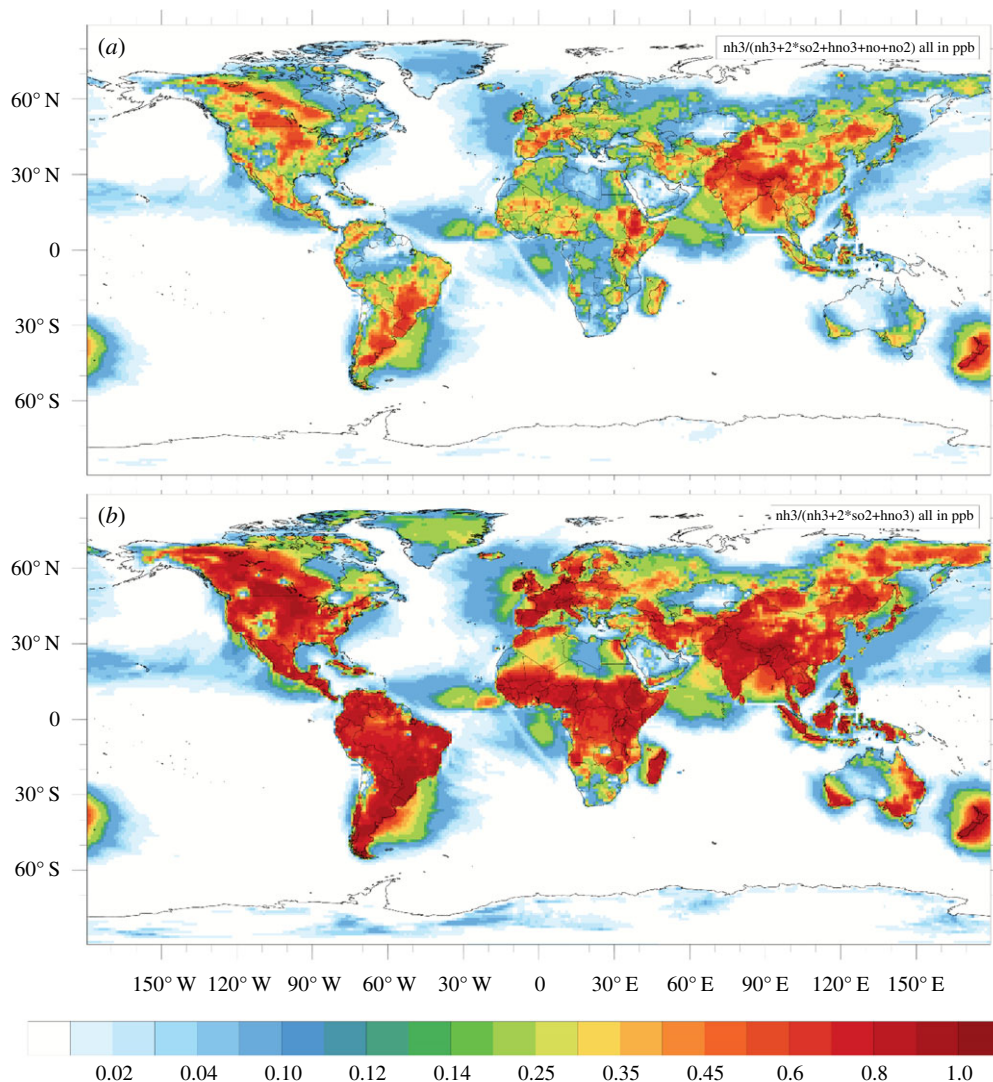 (a)
nh3/(nh3+2*so2+hno3+no+no2) all in ppb
60° N
30° N
0
30° S
60° S
(b)
nh3/(nh3+2*so2+hno3) all in ppb
60° N
30° N
0
30° S
60° S
150° W 120° W 90° W 60° W 30° W 0 30° E 60° E 90° E 120° E 150° E
0.02 0.04 0.10 0.12 0.14 0.25 0.35 0.45 0.6 0.8 1.0